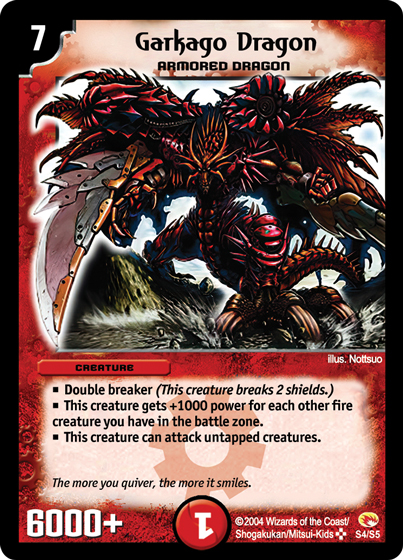 7
Garkago Dragon
ARMORED DRAGON
illus. Nottsuo
CREATURE
▪ Double breaker (This creature breaks 2 shields.)
▪ This creature gets +1000 power for each other fire
creature you have in the battle zone.
▪ This creature can attack untapped creatures.
The more you quiver, the more it smiles.
6000+
1
©2004 Wizards of the Coast/
Shogakukan/Mitsui-Kids
S4/S5